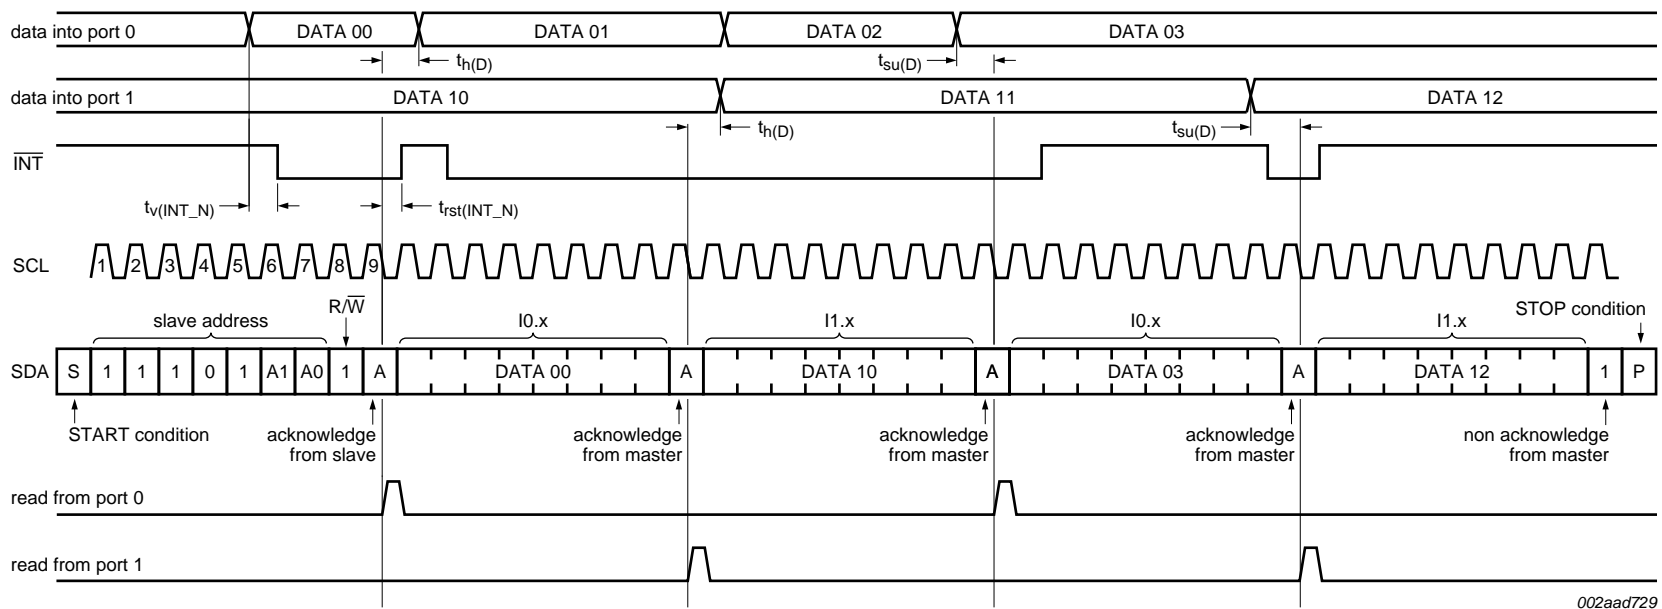 data into port 0 DATA 00 DATA 01 DATA 02 DATA 03
th(D) tsu(D)
data into port 1 DATA 10 DATA 11 DATA 12
th(D) tsu(D)
INT
tv(INT_N) trst(INT_N)
SCL 1 2 3 4 5 6 7 8 9
R/W
slave address I0.x I1.x I0.x I1.x STOP condition
SDA S 1 1 1 0 1 A1 A0 1 A DATA 00 A DATA 10 A DATA 03 A DATA 12 1 P
START condition acknowledge acknowledge acknowledge acknowledge non acknowledge
from slave from master from master from master from master
read from port 0
read from port 1
002aad729